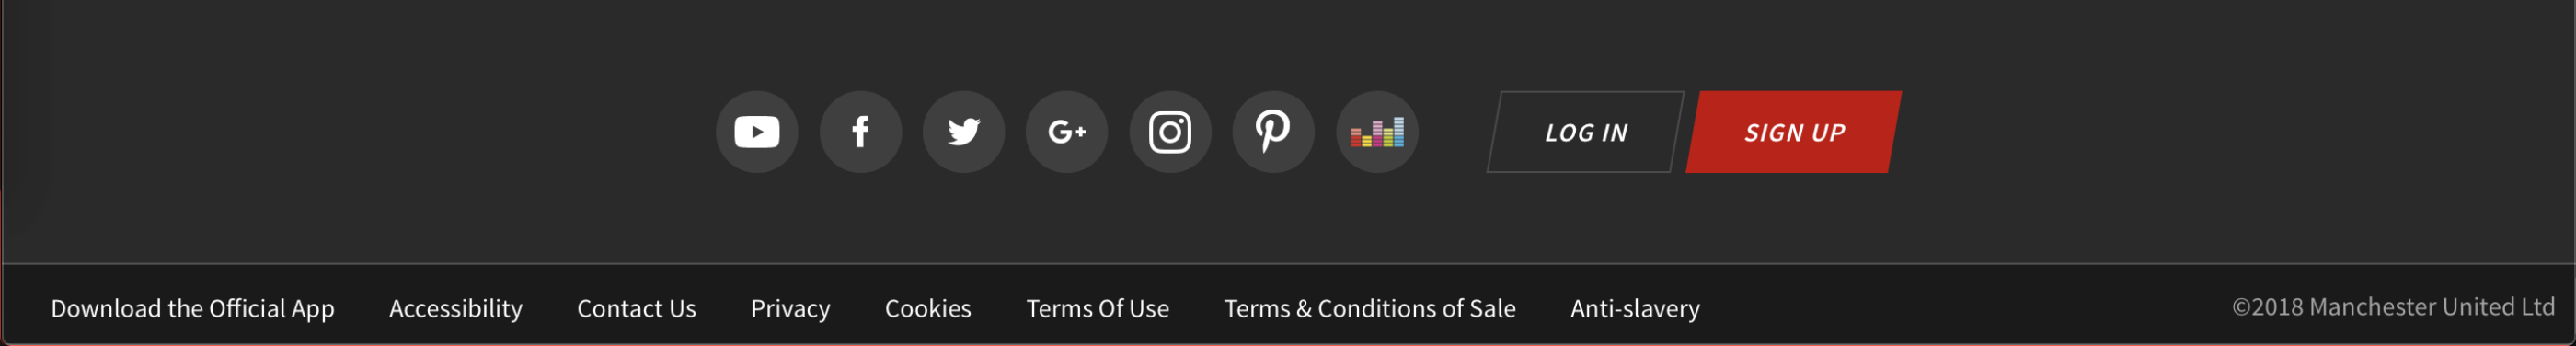 LOG IN SIGN UP
Download the Official App Accessibility Contact Us Privacy Cookies Terms Of Use Terms & Conditions of Sale Anti-slavery ©2018 Manchester United Ltd